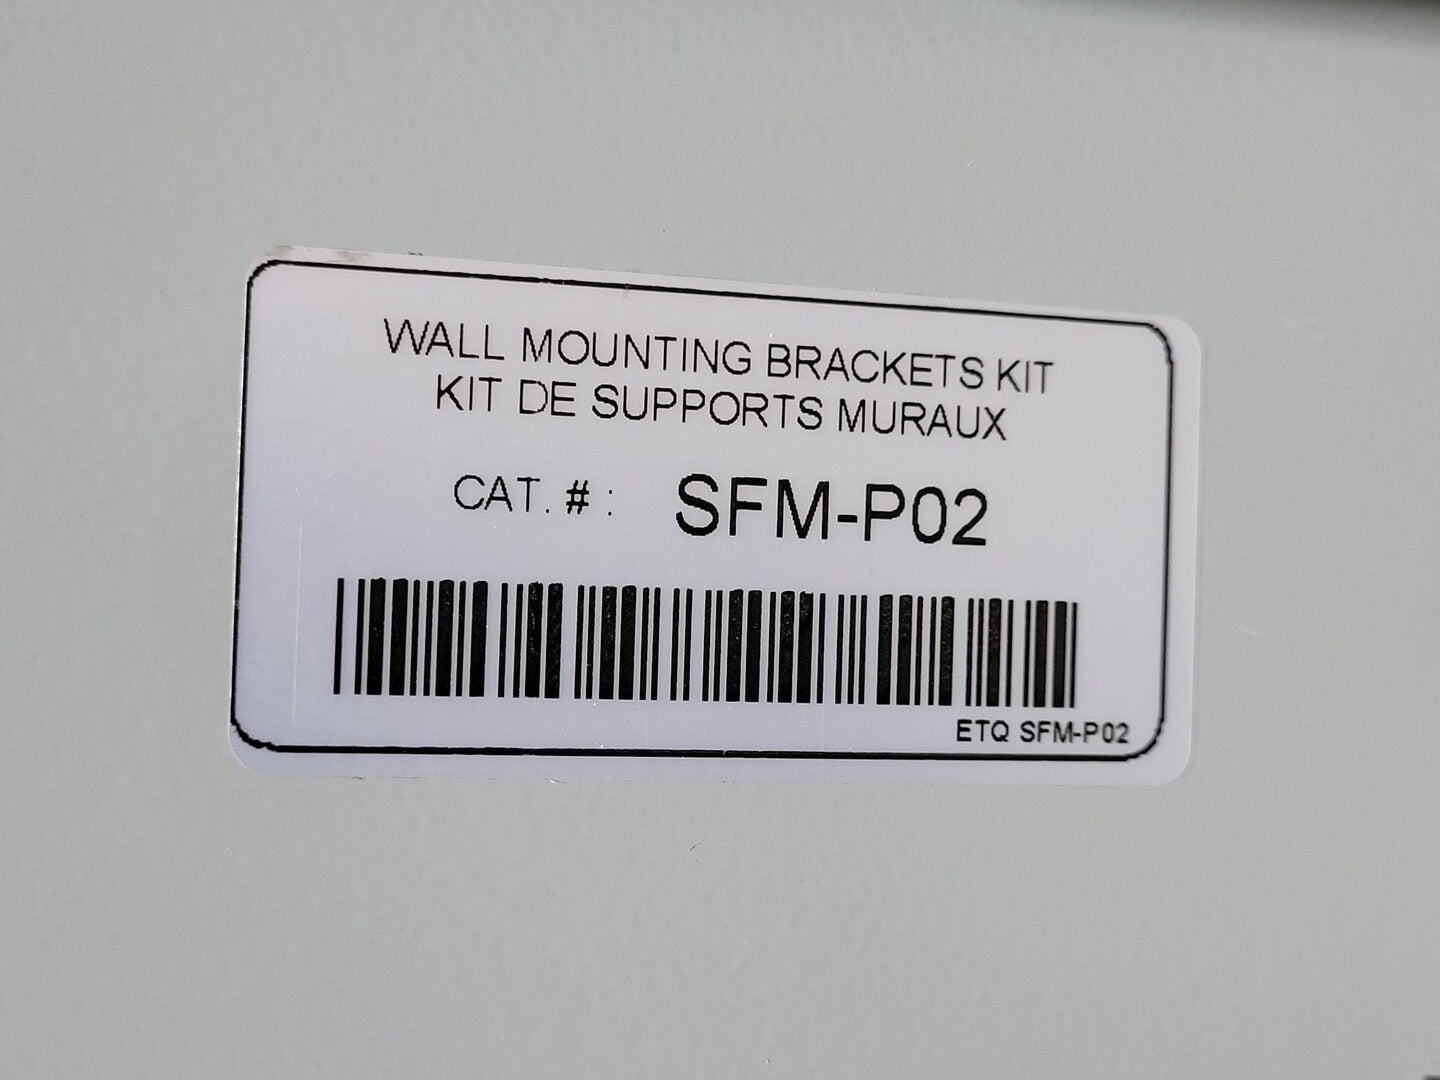 WALL MOUNTING BRACKETS KIT
KIT DE SUPPORTS MURAUX
CAT. # : SFM-P02
ETQ SFM-P02